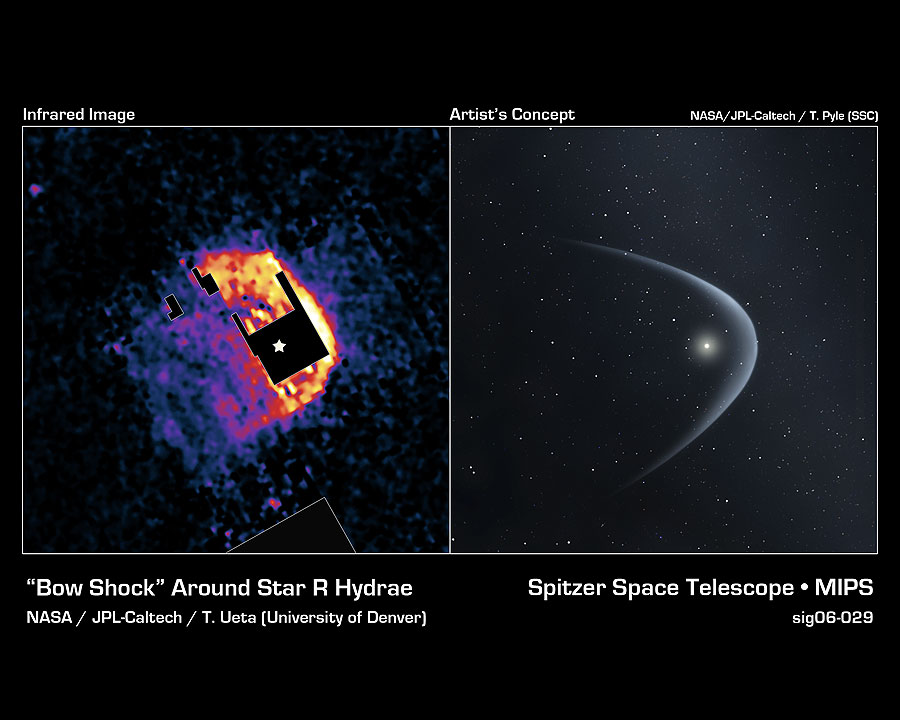 Infrared Image
Artist's Concept
NASA/JPL-Caltech / T. Pyle (SSC)
“Bow Shock” Around Star R Hydrae
NASA / JPL-Caltech / T. Ueta (University of Denver)
Spitzer Space Telescope • MIPS
sig06-029